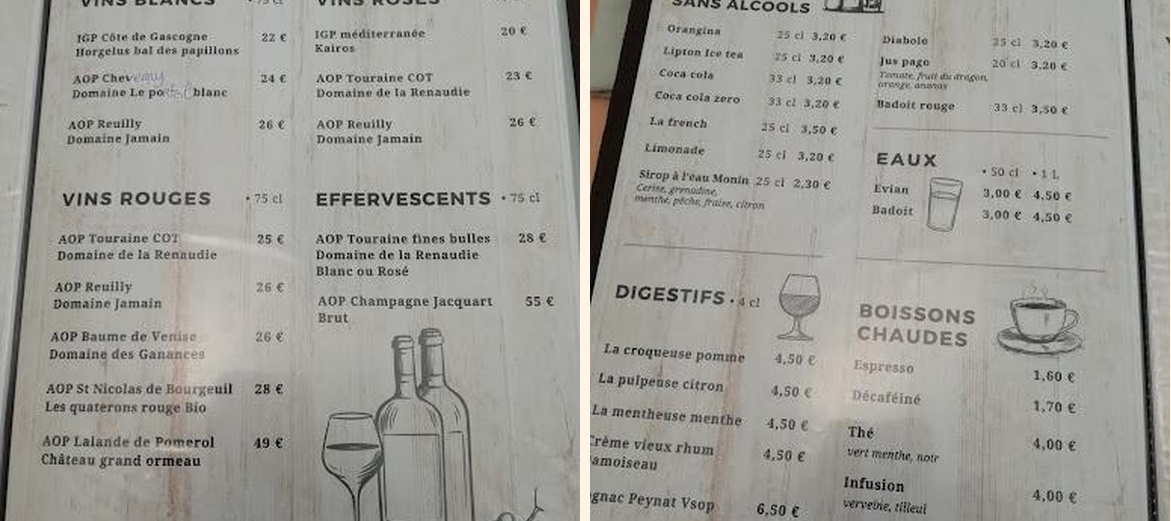 VINS BLANCS • 75 cl
IGP Côte de Gascogne 22 €
Horgelus bal des papillons
AOP Cheverny 24 €
Domaine Le portail blanc
AOP Reuilly 26 €
Domaine Jamain
VINS ROSÉS
IGP méditerranée 20 €
Kairos
AOP Touraine COT 23 €
Domaine de la Renaudie
AOP Reuilly 26 €
Domaine Jamain
VINS ROUGES • 75 cl
AOP Touraine COT 25 €
Domaine de la Renaudie
AOP Reuilly 26 €
Domaine Jamain
AOP Baume de Venise 26 €
Domaine des Ganances
AOP St Nicolas de Bourgeuil 28 €
Les quaterons rouge Bio
AOP Lalande de Pomerol 49 €
Château grand ormeau
EFFERVESCENTS • 75 cl
AOP Touraine fines bulles 28 €
Domaine de la Renaudie
Blanc ou Rosé
AOP Champagne Jacquart 55 €
Brut
SANS ALCOOLS
Orangina 25 cl 3,20 €
Lipton Ice tea 25 cl 3,20 €
Coca cola 33 cl 3,20 €
Coca cola zero 33 cl 3,20 €
La french 25 cl 3,50 €
Limonade 25 cl 3,20 €
Sirop à l'eau Monin 25 cl 2,30 €
Cerise, grenadine,
menthe, pêche, fraise, citron
Diabolo 25 cl 3,20 €
Jus pago 20 cl 3,20 €
Tomate, fruit du dragon,
orange, ananas
Badoit rouge 33 cl 3,50 €
EAUX • 50 cl • 1 L
Evian 3,00 € 4,50 €
Badoit 3,00 € 4,50 €
DIGESTIFS • 4 cl
La croqueuse pomme 4,50 €
La pulpeuse citron 4,50 €
La mentheuse menthe 4,50 €
Crème vieux rhum 4,50 €
amoiseau
gnac Peynat Vsop 6,50 €
BOISSONS
CHAUDES
Espresso 1,60 €
Décaféiné 1,70 €
Thé 4,00 €
vert menthe, noir
Infusion 4,00 €
verveine, tilleul